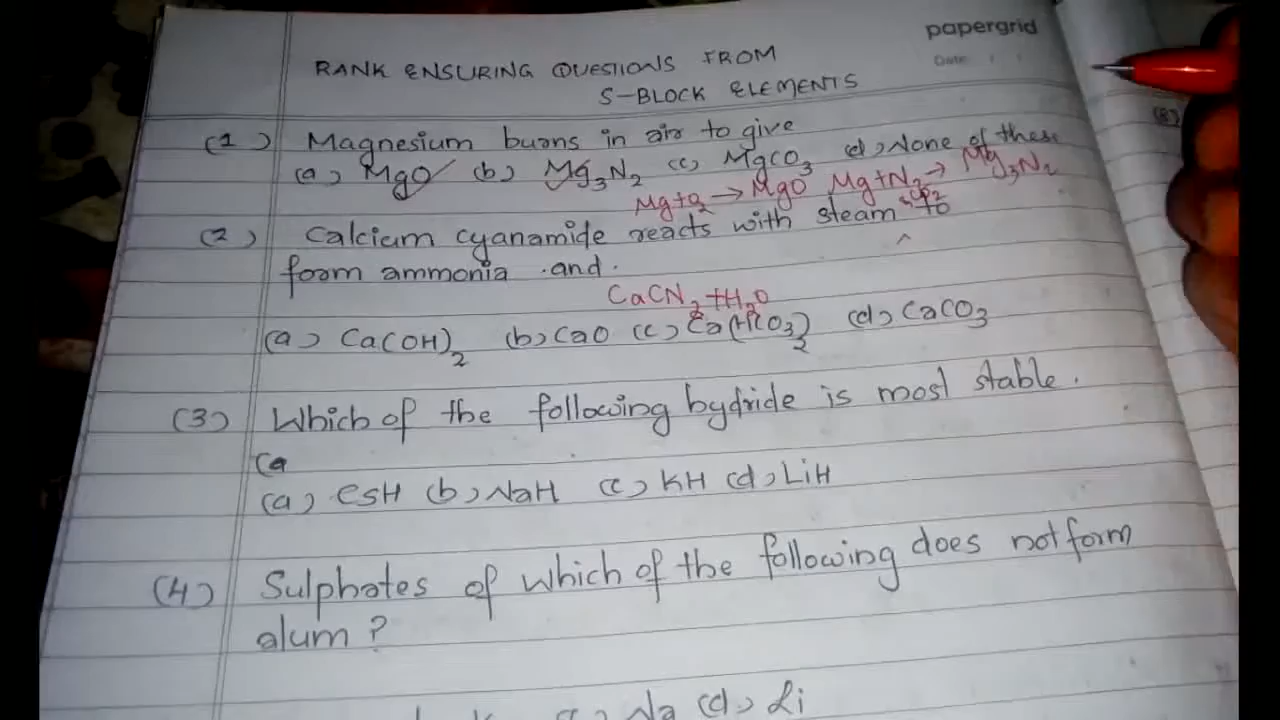 papergrid
Date
RANK ENSURING QUESTIONS FROM
S-BLOCK ELEMENTS
(1) Magnesium burns in air to give
(a) MgO (b) Mg3N2 (c) MgCO3 (d) None of these
Mg+O2 → MgO Mg+N2 → Mg3N2
(2) Calcium cyanamide reacts with steam to
form ammonia and.
CaCN2 + H2O
(a) Ca(OH)2 (b) CaO (c) Ca(HCO3)2 (d) CaCO3
(3) Which of the following hydride is most stable.
(a
(a) CsH (b) NaH (c) KH (d) LiH
(4) Sulphates of which of the following does not form
alum?
Na (d) Li